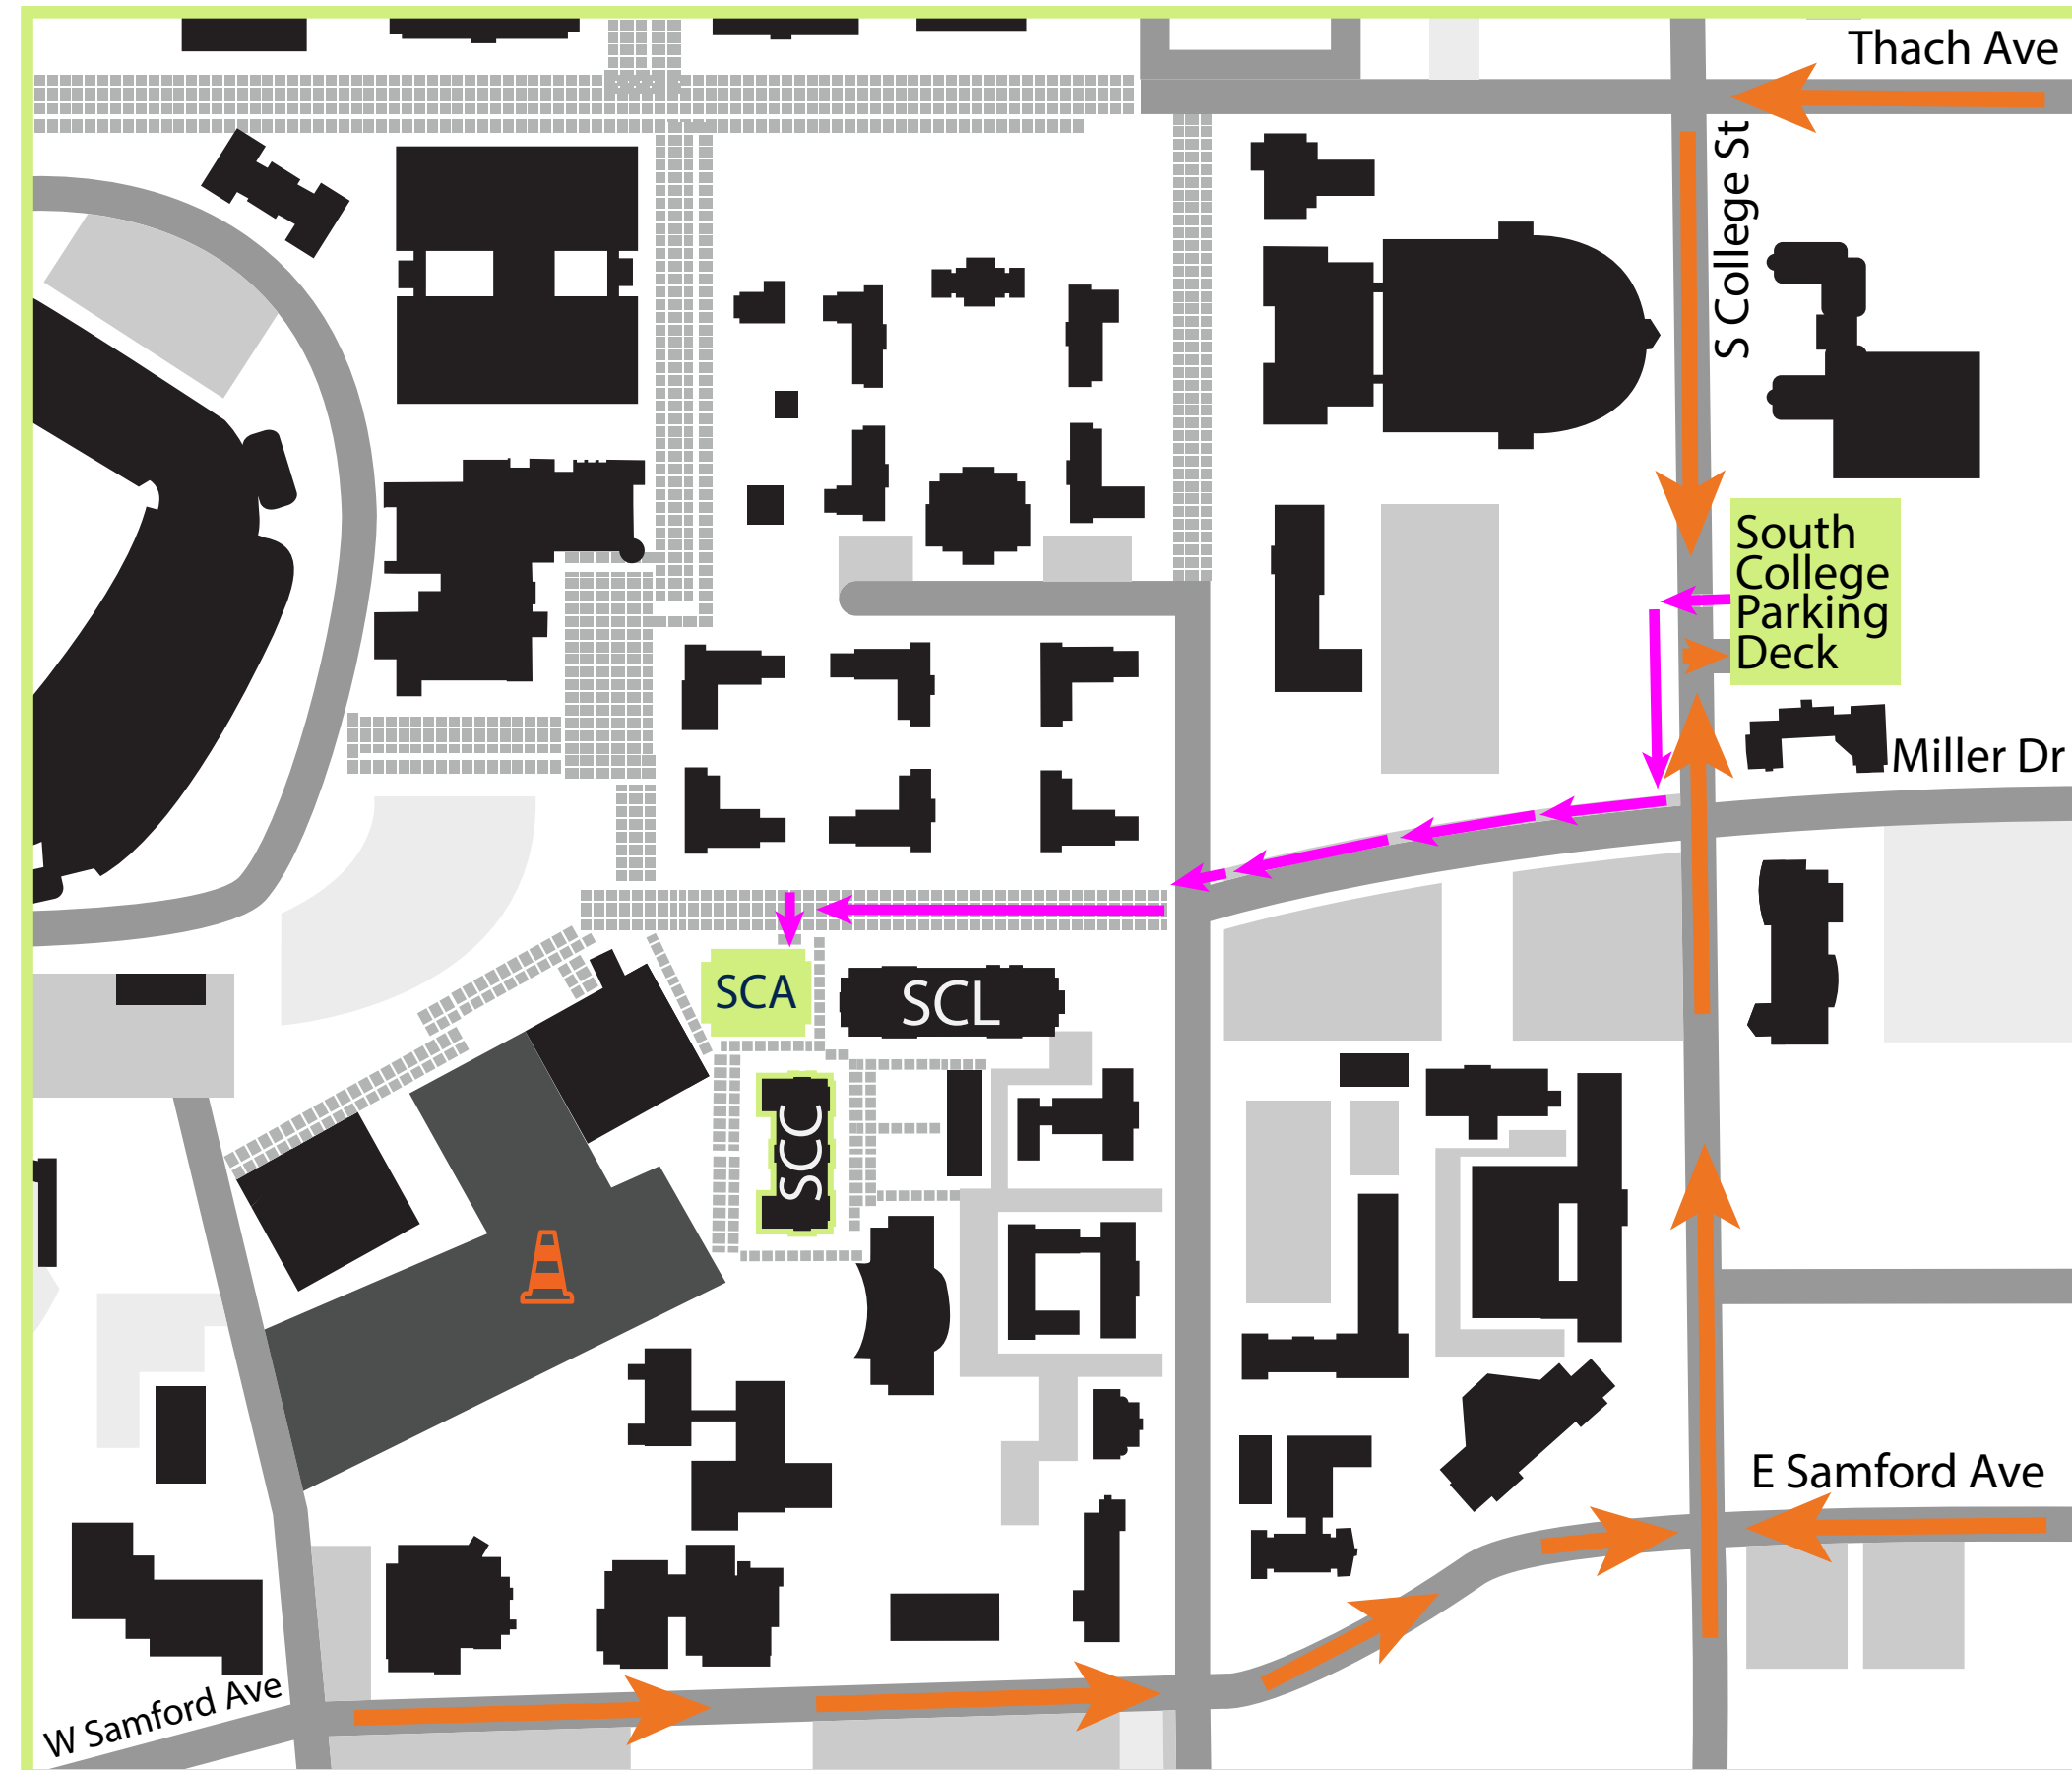 Thach Ave
S College St
South
College
Parking
Deck
Miller Dr
SCA
SCL
SCC
E Samford Ave
W Samford Ave